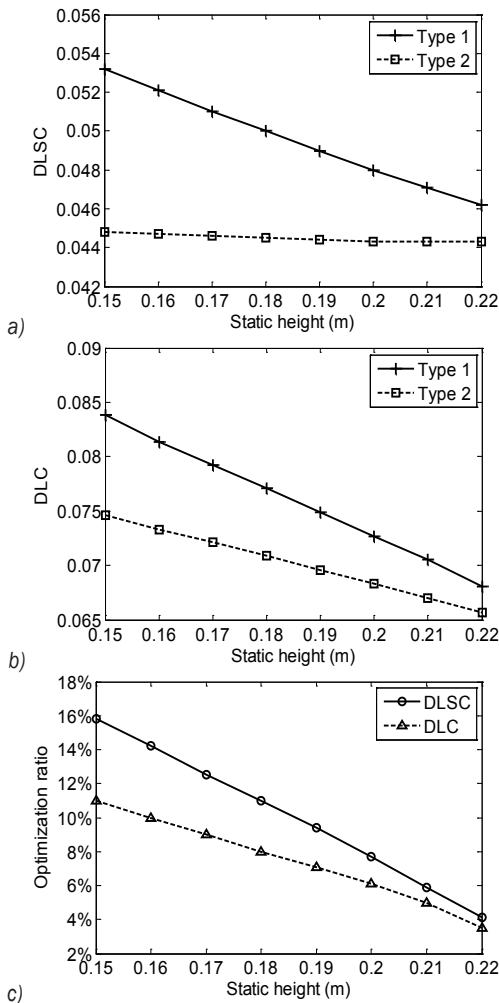 0.056
0.054
0.052
0.05
0.048
0.046
0.044
0.042
DLSC
Type 1
Type 2
0.15 0.16 0.17 0.18 0.19 0.2 0.21 0.22
Static height (m)
a)
0.09
0.085
0.08
0.075
0.07
0.065
DLC
Type 1
Type 2
0.15 0.16 0.17 0.18 0.19 0.2 0.21 0.22
Static height (m)
b)
18%
16%
14%
12%
10%
8%
6%
4%
2%
Optimization ratio
DLSC
DLC
0.15 0.16 0.17 0.18 0.19 0.2 0.21 0.22
Static height (m)
c)